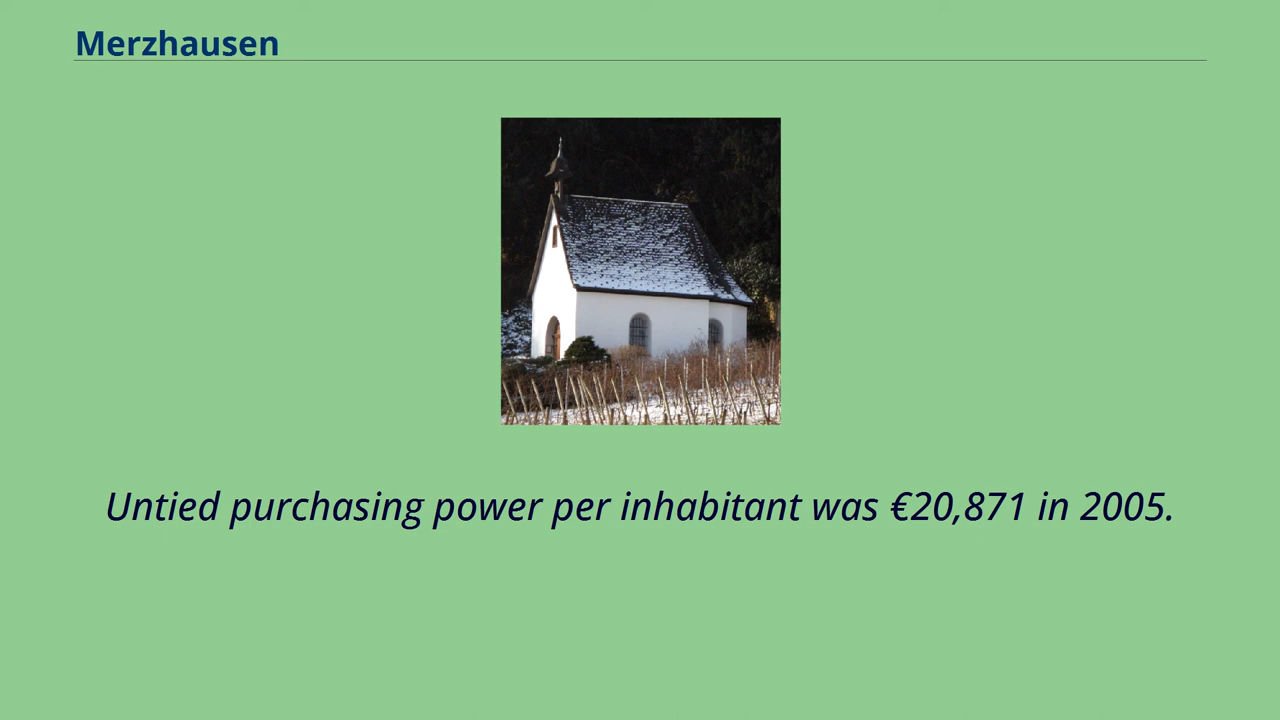 Merzhausen
Untied purchasing power per inhabitant was €20,871 in 2005.